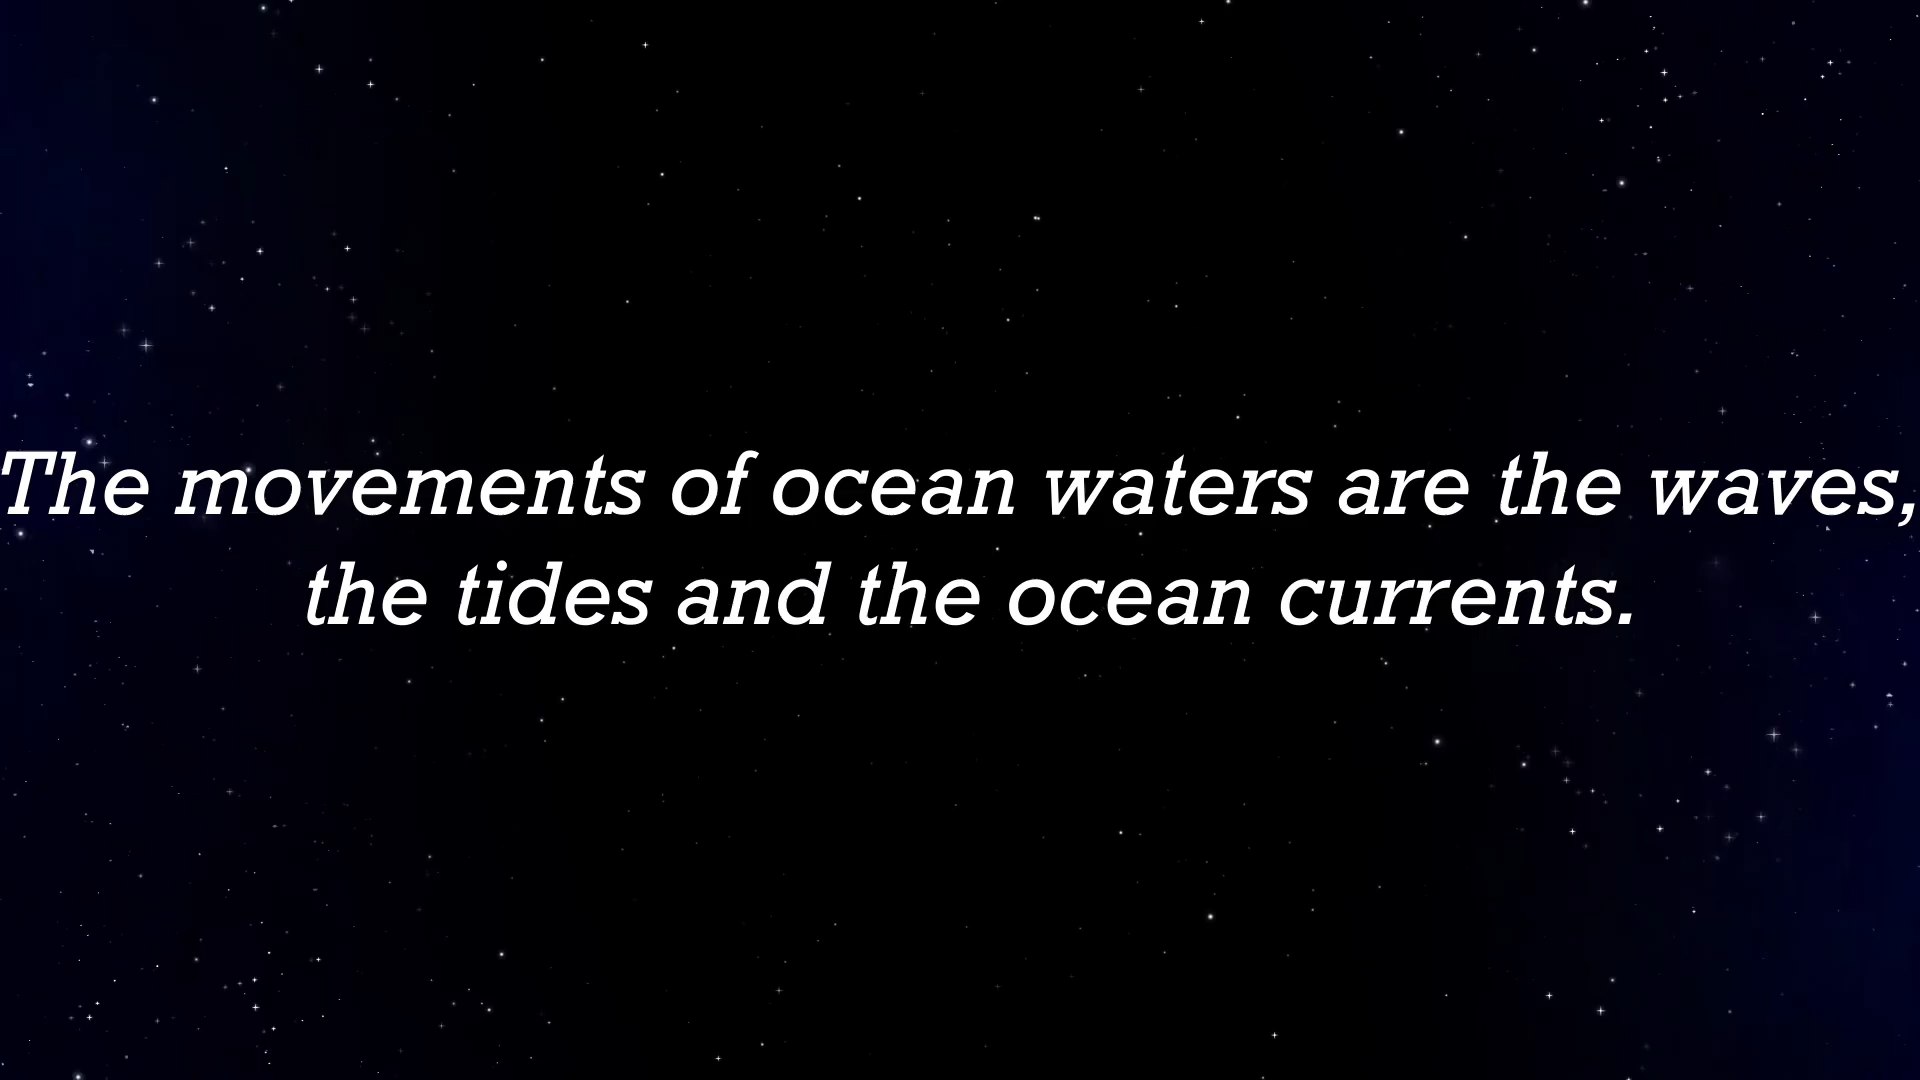 The movements of ocean waters are the waves,
the tides and the ocean currents.